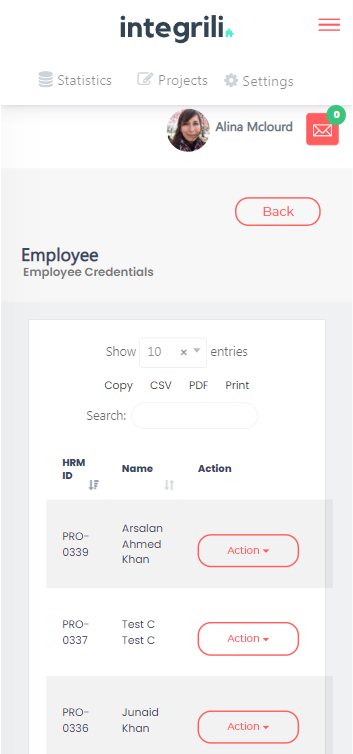 integrili
Statistics Projects Settings
Alina Mclourd
0
Back
Employee
Employee Credentials
Show 10 × entries
Copy CSV PDF Print
Search:
HRM
ID
Name
Action
PRO-
0339
Arsalan
Ahmed
Khan
Action
PRO-
0337
Test C
Test C
Action
PRO-
0336
Junaid
Khan
Action